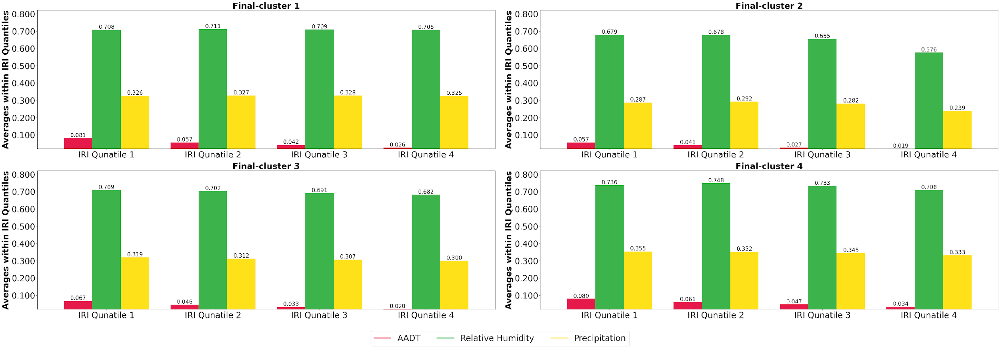 Final-cluster 1
Averages within IRI Quantiles
0.800
0.700
0.600
0.500
0.400
0.300
0.200
0.100
0.081
0.708
0.326
0.057
0.711
0.327
0.042
0.709
0.328
0.026
0.706
0.325
IRI Qunatile 1
IRI Qunatile 2
IRI Qunatile 3
IRI Qunatile 4
Final-cluster 2
Averages within IRI Quantiles
0.800
0.700
0.600
0.500
0.400
0.300
0.200
0.100
0.057
0.679
0.287
0.041
0.678
0.292
0.027
0.655
0.282
0.019
0.576
0.239
IRI Qunatile 1
IRI Qunatile 2
IRI Qunatile 3
IRI Qunatile 4
Final-cluster 3
Averages within IRI Quantiles
0.800
0.700
0.600
0.500
0.400
0.300
0.200
0.100
0.067
0.709
0.319
0.046
0.702
0.312
0.033
0.691
0.307
0.020
0.682
0.300
IRI Qunatile 1
IRI Qunatile 2
IRI Qunatile 3
IRI Qunatile 4
Final-cluster 4
Averages within IRI Quantiles
0.800
0.700
0.600
0.500
0.400
0.300
0.200
0.100
0.080
0.736
0.355
0.061
0.748
0.352
0.047
0.733
0.345
0.034
0.708
0.333
IRI Qunatile 1
IRI Qunatile 2
IRI Qunatile 3
IRI Qunatile 4
AADT
Relative Humidity
Precipitation